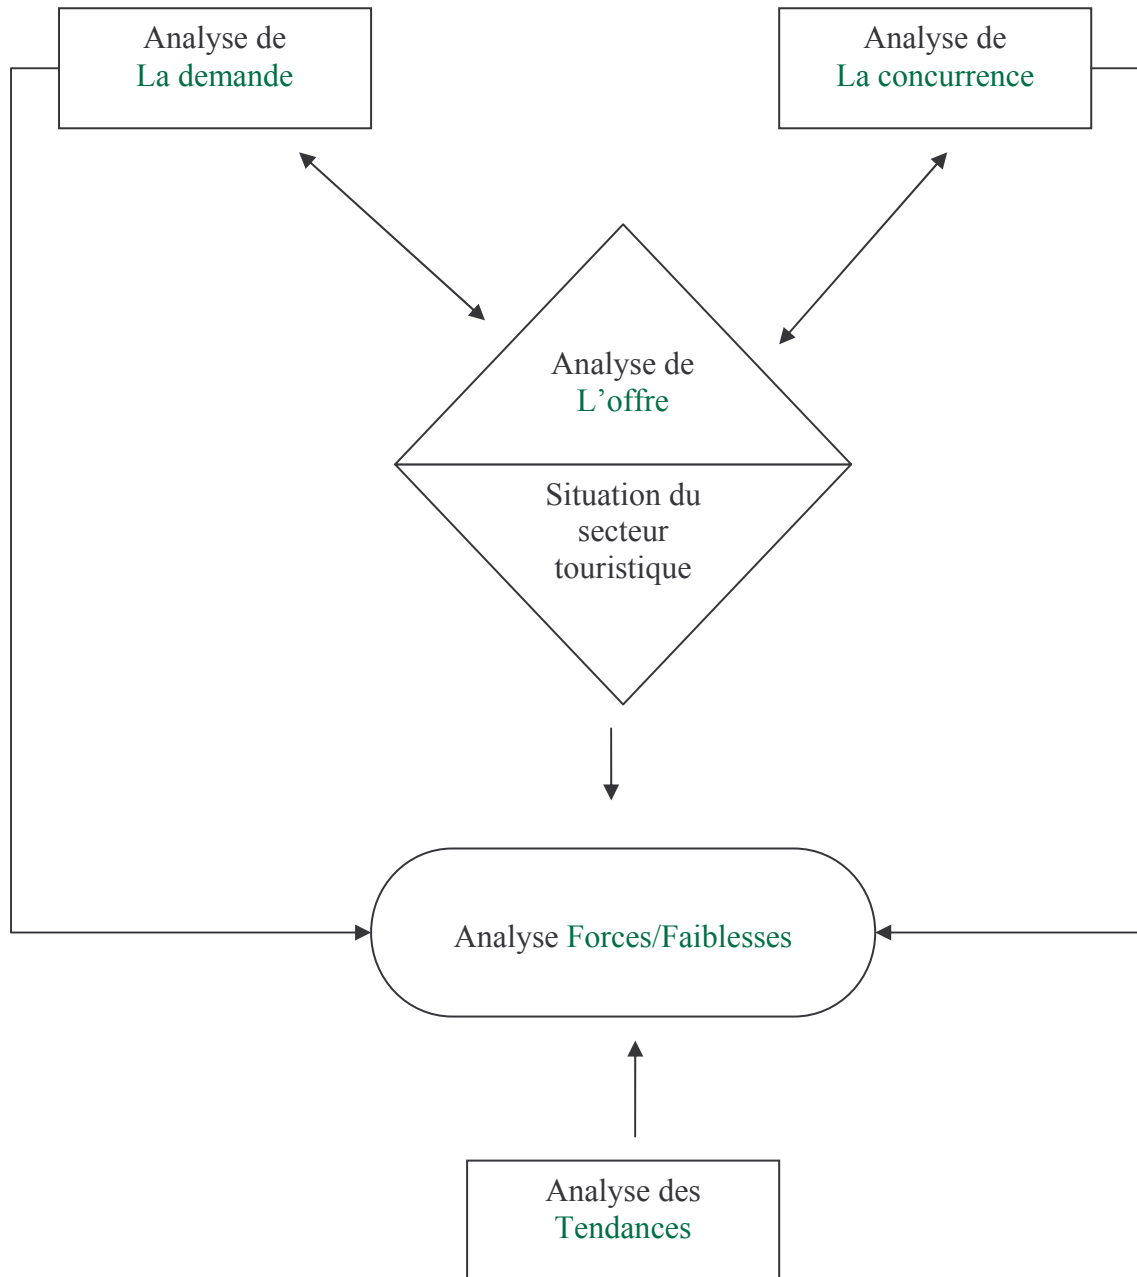 Analyse de
La demande
Analyse de
La concurrence
Analyse de
L’offre
Situation du
secteur
touristique
Analyse Forces/Faiblesses
Analyse des
Tendances